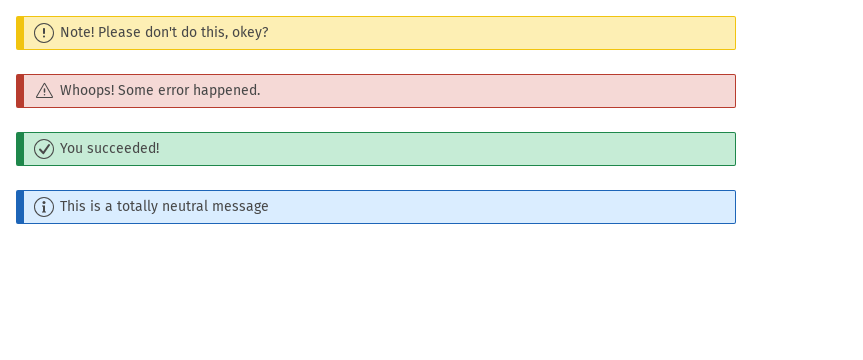 Note! Please don't do this, okey?
Whoops! Some error happened.
You succeeded!
This is a totally neutral message